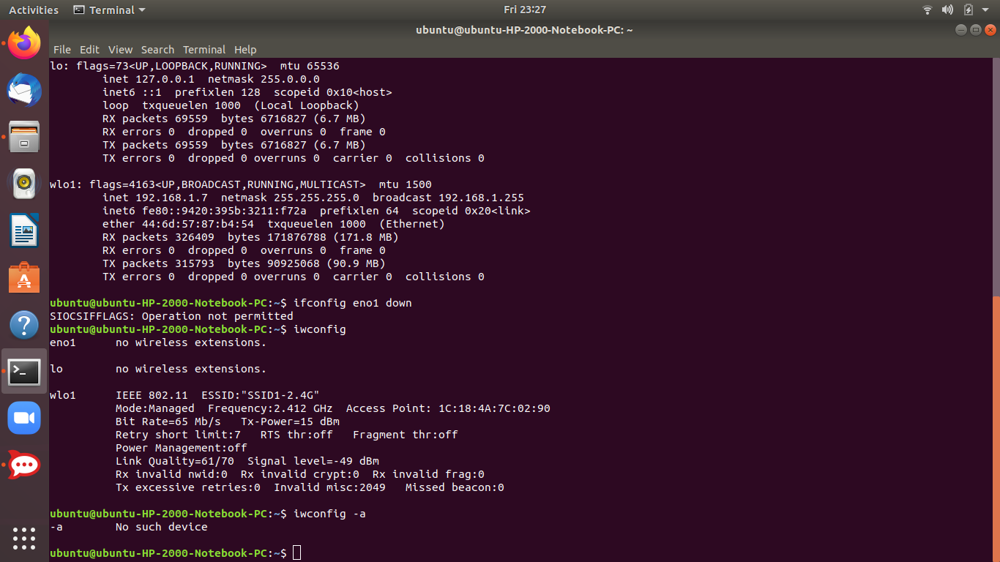 Activities Terminal Fri 23:27
ubuntu@ubuntu-HP-2000-Notebook-PC: ~
File Edit View Search Terminal Help
lo: flags=73<UP,LOOPBACK,RUNNING>  mtu 65536
        inet 127.0.0.1  netmask 255.0.0.0
        inet6 ::1  prefixlen 128  scopeid 0x10<host>
        loop  txqueuelen 1000  (Local Loopback)
        RX packets 69559  bytes 6716827 (6.7 MB)
        RX errors 0  dropped 0  overruns 0  frame 0
        TX packets 69559  bytes 6716827 (6.7 MB)
        TX errors 0  dropped 0 overruns 0  carrier 0  collisions 0

wlo1: flags=4163<UP,BROADCAST,RUNNING,MULTICAST>  mtu 1500
        inet 192.168.1.7  netmask 255.255.255.0  broadcast 192.168.1.255
        inet6 fe80::9420:395b:3211:f72a  prefixlen 64  scopeid 0x20<link>
        ether 44:6d:57:87:b4:54  txqueuelen 1000  (Ethernet)
        RX packets 326409  bytes 171876788 (171.8 MB)
        RX errors 0  dropped 0  overruns 0  frame 0
        TX packets 315793  bytes 90925068 (90.9 MB)
        TX errors 0  dropped 0 overruns 0  carrier 0  collisions 0

ubuntu@ubuntu-HP-2000-Notebook-PC:~$ ifconfig eno1 down
SIOCSIFFLAGS: Operation not permitted
ubuntu@ubuntu-HP-2000-Notebook-PC:~$ iwconfig
eno1      no wireless extensions.

lo        no wireless extensions.

wlo1      IEEE 802.11  ESSID:"SSID1-2.4G"
          Mode:Managed  Frequency:2.412 GHz  Access Point: 1C:18:4A:7C:02:90
          Bit Rate=65 Mb/s   Tx-Power=15 dBm
          Retry short limit:7   RTS thr:off   Fragment thr:off
          Power Management:off
          Link Quality=61/70  Signal level=-49 dBm
          Rx invalid nwid:0  Rx invalid crypt:0  Rx invalid frag:0
          Tx excessive retries:0  Invalid misc:2049   Missed beacon:0

ubuntu@ubuntu-HP-2000-Notebook-PC:~$ iwconfig -a
-a        No such device

ubuntu@ubuntu-HP-2000-Notebook-PC:~$